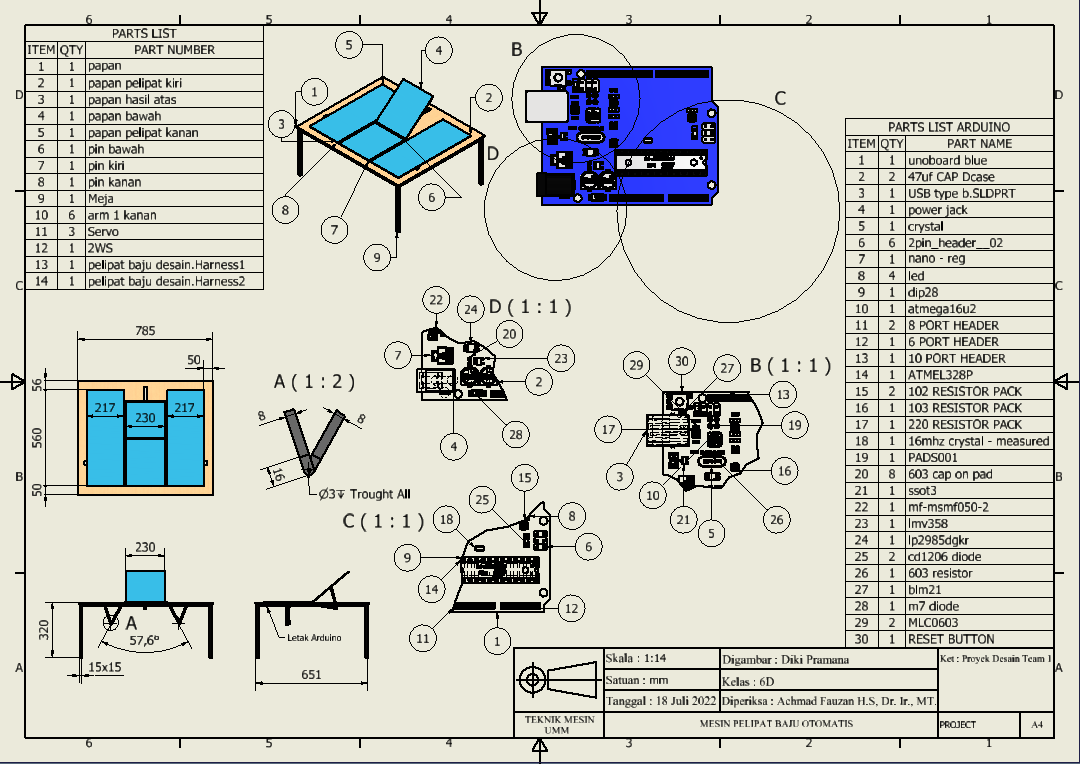 6 5 4 3 2 1
PARTS LIST
ITEM QTY PART NUMBER
1 1 papan
2 1 papan pelipat kiri
3 1 papan hasil atas
4 1 papan bawah
5 1 papan pelipat kanan
6 1 pin bawah
7 1 pin kiri
8 1 pin kanan
9 1 Meja
10 6 arm 1 kanan
11 3 Servo
12 1 2WS
13 1 pelipat baju desain.Harness1
14 1 pelipat baju desain.Harness2
D
C
B
A
5
4
1
2
3
8
7
6
9
B
C
D
D
C
B
A
PARTS LIST ARDUINO
ITEM QTY PART NAME
1 1 unoboard blue
2 2 47uf CAP Dcase
3 1 USB type b.SLDPRT
4 1 power jack
5 1 crystal
6 6 2pin_header__02
7 1 nano - reg
8 4 led
9 1 dip28
10 1 atmega16u2
11 2 8 PORT HEADER
12 1 6 PORT HEADER
13 1 10 PORT HEADER
14 1 ATMEL328P
15 2 102 RESISTOR PACK
16 1 103 RESISTOR PACK
17 1 220 RESISTOR PACK
18 1 16mhz crystal - measured
19 1 PADS001
20 8 603 cap on pad
21 1 ssot3
22 1 mf-msmf050-2
23 1 lmv358
24 1 lp2985dgkr
25 2 cd1206 diode
26 1 603 resistor
27 1 blm21
28 1 m7 diode
29 2 MLC0603
30 1 RESET BUTTON
785
50
56
217
230
217
560
50
A ( 1 : 2 )
8
8
16
Ø3 Trought All
D ( 1 : 1 )
22
24
20
7
23
2
4
28
B ( 1 : 1 )
30
29
27
13
17
19
3
16
10
21
5
26
C ( 1 : 1 )
15
25
18
8
9
6
14
12
11
1
230
320
A
57,6°
15x15
Letak Arduino
651
Skala : 1:14
Digambar : Diki Pramana
Ket : Proyek Desain Team 1
Satuan : mm
Kelas : 6D
Tanggal : 18 Juli 2022
Diperiksa : Achmad Fauzan H.S, Dr. Ir., MT.
TEKNIK MESIN
UMM
MESIN PELIPAT BAJU OTOMATIS
PROJECT
A4
6 5 4 3 2 1